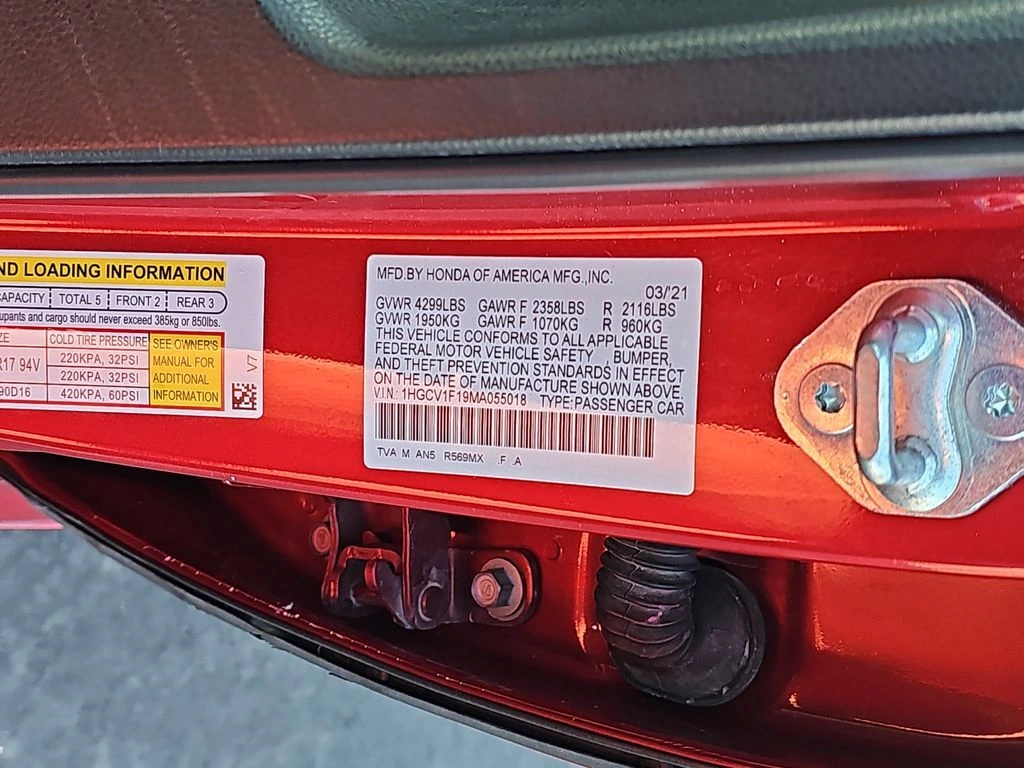 ND LOADING INFORMATION
CAPACITY TOTAL 5 FRONT 2 REAR 3
upants and cargo should never exceed 385kg or 850lbs.
ZE COLD TIRE PRESSURE SEE OWNER'S
R17 94V 220KPA, 32PSI MANUAL FOR
220KPA, 32PSI ADDITIONAL
90D16 420KPA, 60PSI INFORMATION
V7
MFD.BY HONDA OF AMERICA MFG.,INC.
03/'21
GVWR 4299LBS GAWR F 2358LBS R 2116LBS
GVWR 1950KG GAWR F 1070KG R 960KG
THIS VEHICLE CONFORMS TO ALL APPLICABLE
FEDERAL MOTOR VEHICLE SAFETY , BUMPER,
AND THEFT PREVENTION STANDARDS IN EFFECT
ON THE DATE OF MANUFACTURE SHOWN ABOVE.
V.I.N: 1HGCV1F19MA055018 TYPE:PASSENGER CAR
TVA M AN5 R569MX .F .A